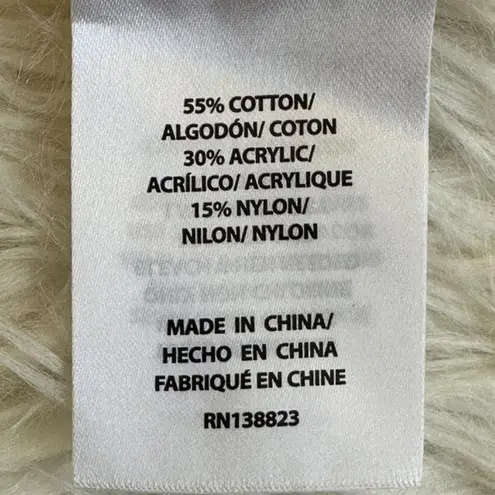 55% COTTON/
ALGODÓN/ COTON
30% ACRYLIC/
ACRÍLICO/ ACRYLIQUE
15% NYLON/
NILON/ NYLON
MADE IN CHINA/
HECHO EN CHINA
FABRIQUÉ EN CHINE
RN138823